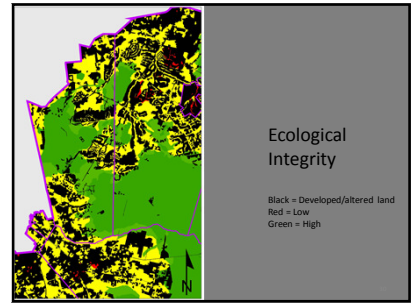 Ecological
Integrity
Black = Developed/altered land
Red = Low
Green = High
N